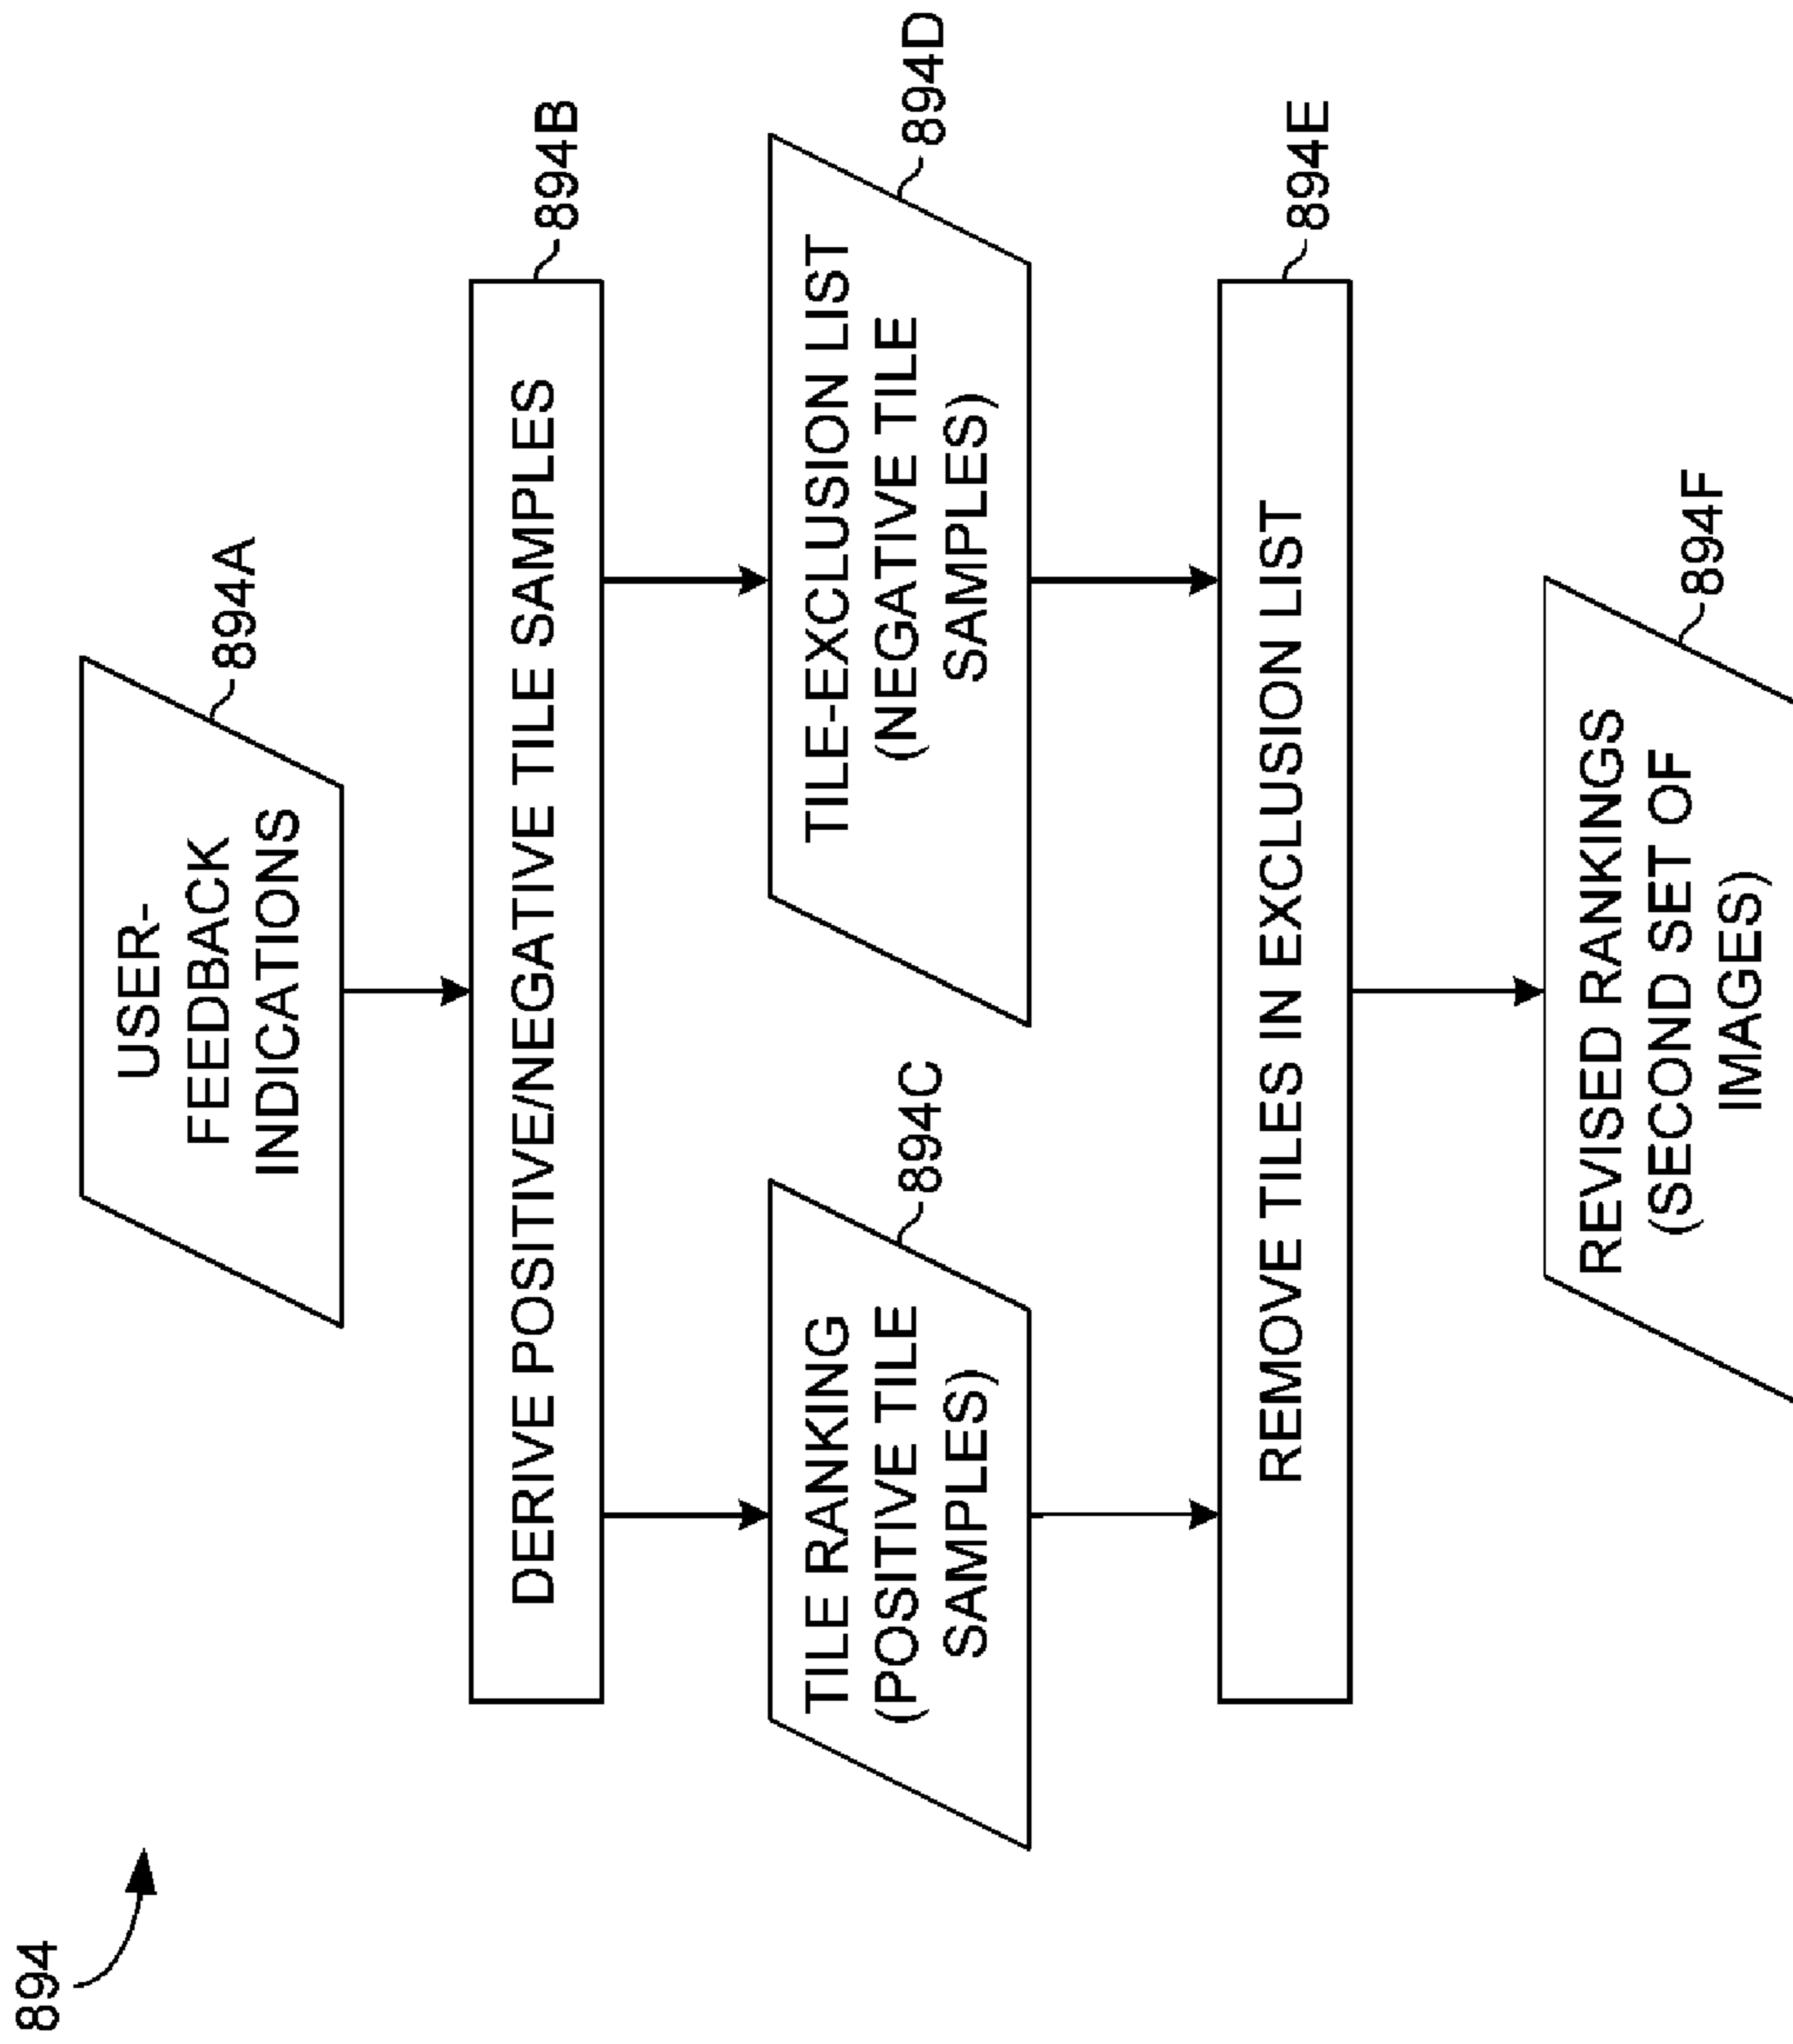 894
USER-
FEEDBACK
INDICATIONS
894A
DERIVE POSITIVE/NEGATIVE TILE SAMPLES
894B
TILE RANKING
(POSITIVE TILE
SAMPLES)
894C
TILE-EXCLUSION LIST
(NEGATIVE TILE
SAMPLES)
894D
REMOVE TILES IN EXCLUSION LIST
894E
REVISED RANKINGS
(SECOND SET OF
IMAGES)
894F